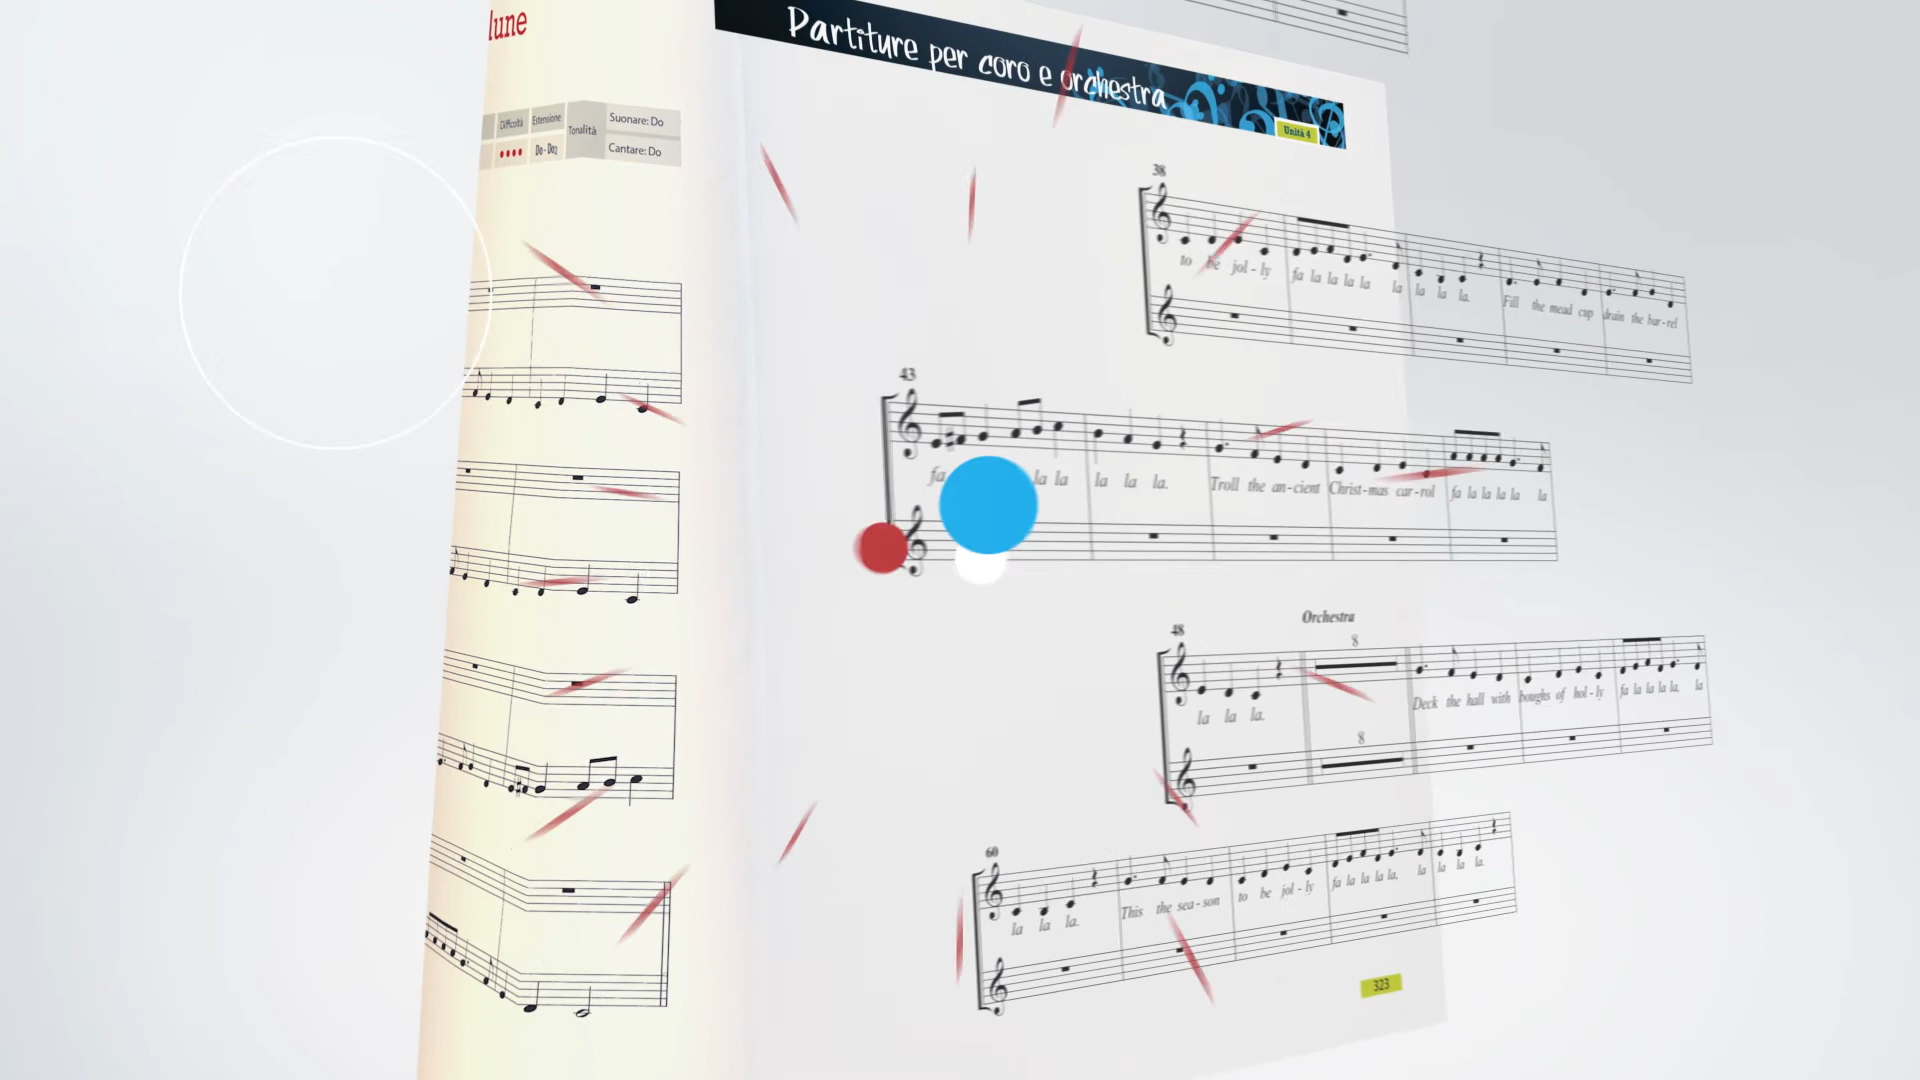 lune
Difficoltà Estensione Tonalità Suonare: Do
Do - Do2 Cantare: Do
Partiture per coro e orchestra
Unità 4
38
to be jol - ly fa la la la la la la la la. Fill the mead cup drain the bar - rel
43
fa la la la la la. Troll the an - cient Christ - mas car - rol fa la la la la la
48
Orchestra
8
la la la. Deck the hall with boughs of hol - ly fa la la la la, la
8
60
la la la. This the sea - son to be jol - ly fa la la la la, la la la la.
323